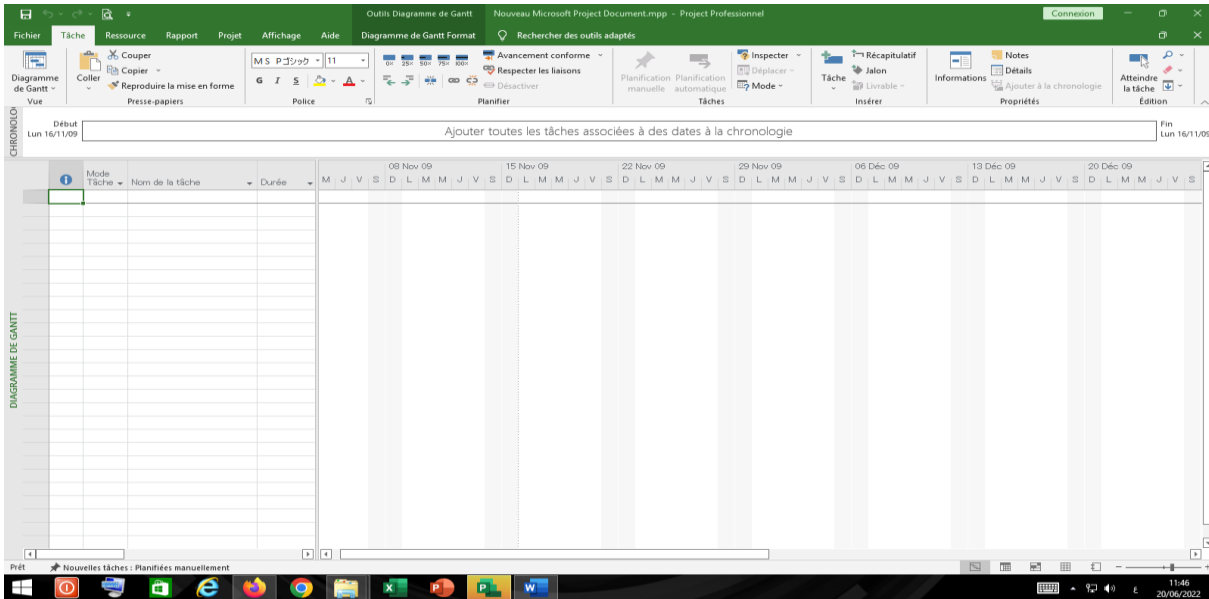 Outils Diagramme de Gantt Nouveau Microsoft Project Document.mpp - Project Professionnel Connexion
Fichier Tâche Ressource Rapport Projet Affichage Aide Diagramme de Gantt Format Rechercher des outils adaptés
Diagramme de Gantt
Vue
Coller
Couper
Copier
Reproduire la mise en forme
Presse-papiers
MS Pゴシック 11
G I S A
Police
0× 25× 50× 75× 100×
Avancement conforme
Respecter les liaisons
Désactiver
Planifier
Planification manuelle
Planification automatique
Inspecter
Déplacer
Mode
Tâches
Tâche
Récapitulatif
Jalon
Livrable
Insérer
Informations
Notes
Détails
Ajouter à la chronologie
Propriétés
Atteindre la tâche
Édition
CHRONOLO
Début
Lun 16/11/09
Ajouter toutes les tâches associées à des dates à la chronologie
Fin
Lun 16/11/09
Mode Tâche Nom de la tâche Durée
08 Nov 09 15 Nov 09 22 Nov 09 29 Nov 09 06 Déc 09 13 Déc 09 20 Déc 09
M J V S D L M M J V S D L M M J V S D L M M J V S D L M M J V S D L M M J V S D L M M J V S D L M M J V S
DIAGRAMME DE GANTT
Prêt Nouvelles tâches : Planifiées manuellement
ع 11:46
20/06/2022